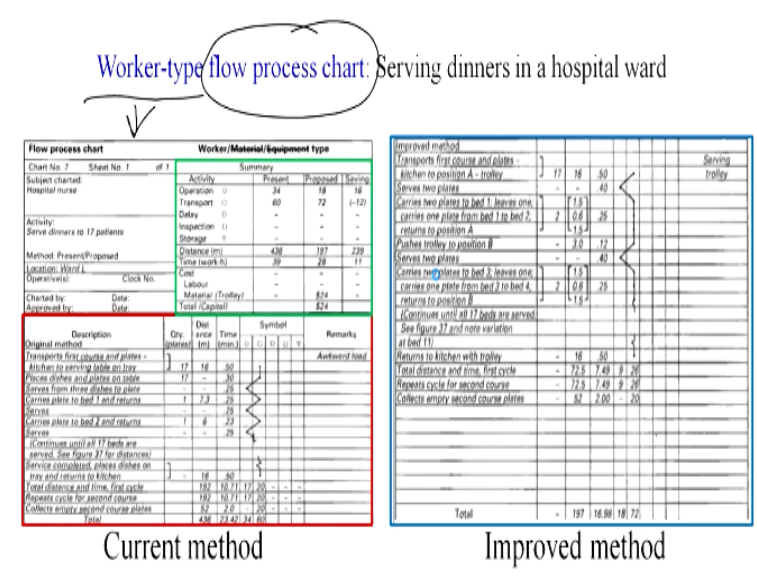 Worker-type flow process chart: Serving dinners in a hospital ward
Flow process chart Worker/Material/Equipment type
Chart No. 7 Sheet No. 1 of 1 Summary
Subject charted:
Hospital nurse
Activity Present Proposed Saving
Operation 34 18 16
Transport 60 72 (-12)
Delay - - -
Inspection - - -
Storage - - -
Activity:
Serve dinners to 17 patients
Distance (m) 436 197 239
Method: Present/Proposed
Time (work-h) 39 28 11
Location: Ward L
Cost - - -
Operative(s): Clock No.
Labour - - -
Charted by: Date:
Material (Trolley) - $24 -
Approved by: Date:
Total (Capital) $24
Description Qty. (plates) Dist ance (m) Time (min.) Symbol Remarks
Original method
Transports first course and plates - Awkward load
kitchen to serving table on tray 17 16 .50
Places dishes and plates on table 17 - .30
Serves from three dishes to plate - - .25
Carries plate to bed 1 and returns 1 7.3 .25
Serves - - .25
Carries plate to bed 2 and returns 1 6 .23
Serves - - .25
(Continues until all 17 beds are
served. See figure 37 for distances)
Service completed, places dishes on
tray and returns to kitchen - 16 .50
Total distance and time, first cycle 192 10.71 17 20 - - -
Repeats cycle for second course 192 10.71 17 20 - - -
Collects empty second course plates 52 2.0 - 20 - - -
Total 436 23.42 34 60
Improved method
Transports first course and plates - Serving
kitchen to position A - trolley 17 16 .50 trolley
Serves two plates - - .40
Carries two plates to bed 1; leaves one; 1.5
carries one plate from bed 1 to bed 2; 2 0.6 .25
returns to position A 1.5
Pushes trolley to position B - 3.0 .12
Serves two plates - - .40
Carries two plates to bed 3; leaves one; 1.5
carries one plate from bed 3 to bed 4; 2 0.6 .25
returns to position B 1.5
(Continues until all 17 beds are served.
See figure 37 and note variation
at bed 11)
Returns to kitchen with trolley - 16 .50
Total distance and time, first cycle - 72.5 7.49 9 26
Repeats cycle for second course - 72.5 7.49 9 26
Collects empty second course plates - 52 2.00 - 20
Total - 197 16.98 18 72
Current method Improved method